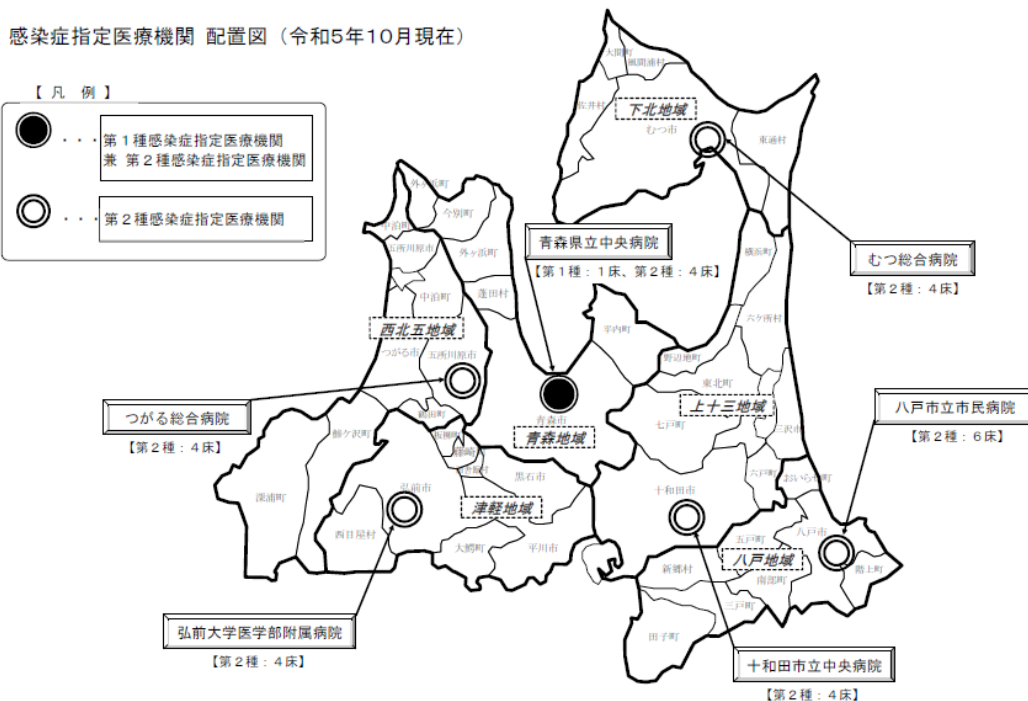 感染症指定医療機関 配置図（令和5年10月現在）
【 凡 例 】
・・・第１種感染症指定医療機関
兼 第２種感染症指定医療機関
・・・第２種感染症指定医療機関
大間町
風間浦村
佐井村
下北地域
むつ市
東通村
外ヶ浜町
今別町
中泊町
五所川原市
外ヶ浜町
青森県立中央病院
【第１種：１床、第２種：４床】
横浜町
むつ総合病院
【第２種：４床】
中泊町
蓬田村
六ケ所村
西北五地域
平内町
つがる市
五所川原市
野辺地町
東北町
つがる総合病院
【第２種：４床】
鶴田町
青森市
青森地域
七戸町
上十三地域
三沢市
八戸市立市民病院
【第２種：６床】
鰺ケ沢町
板柳町
藤崎町
田舎館村
黒石市
六戸町
おいらせ町
深浦町
弘前市
津軽地域
十和田市
西目屋村
大鰐町
平川市
五戸町
八戸市
八戸地域
階上町
新郷村
南部町
三戸町
田子町
弘前大学医学部附属病院
【第２種：４床】
十和田市立中央病院
【第２種：４床】